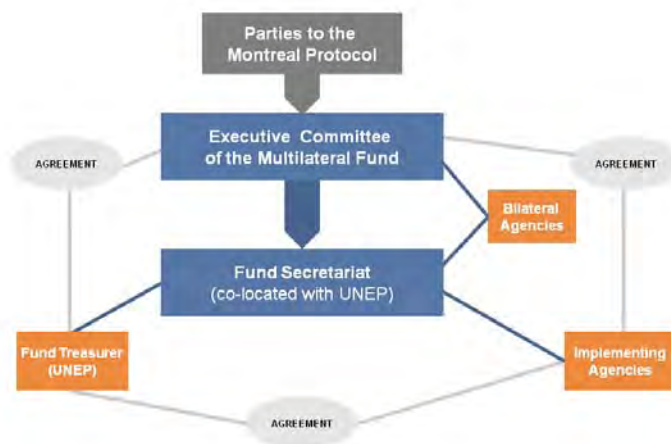 Parties to the
Montreal Protocol
Executive Committee
of the Multilateral Fund
AGREEMENT
AGREEMENT
Bilateral
Agencies
Fund Secretariat
(co-located with UNEP)
Fund Treasurer
(UNEP)
Implementing
Agencies
AGREEMENT